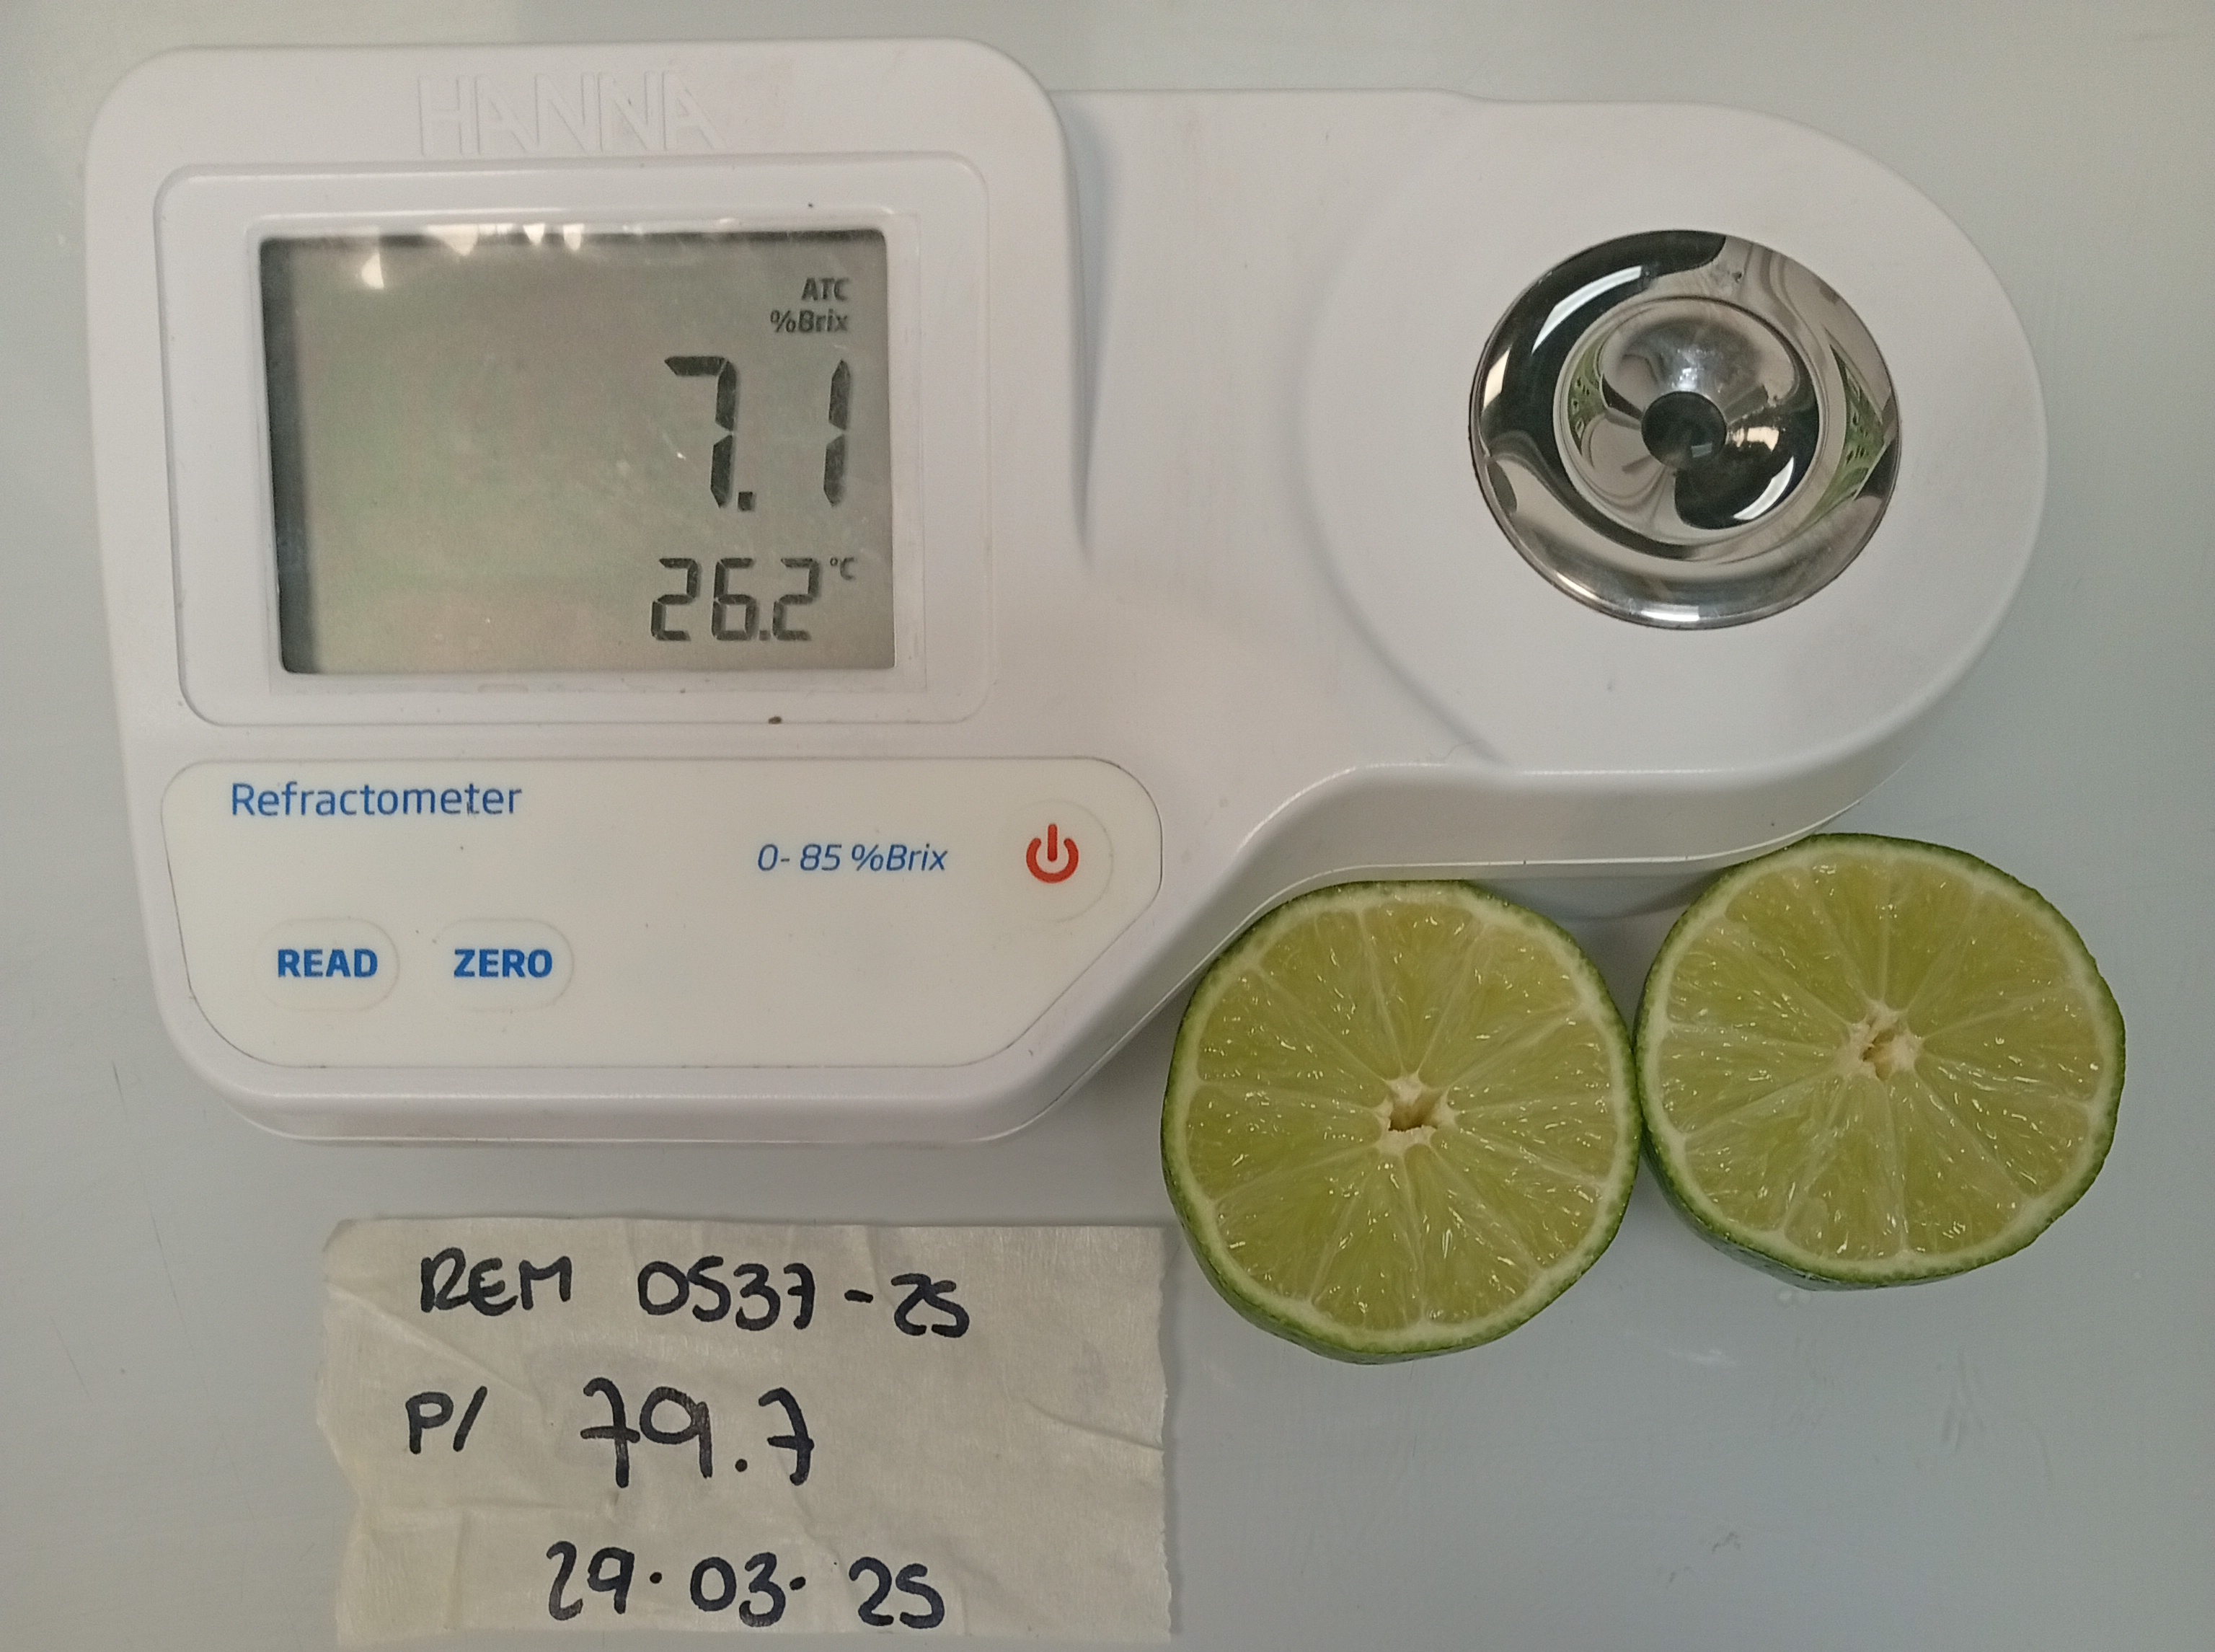 HANNA
ATC
%Brix
7.1
26.2 °C
Refractometer
0-85 %Brix
READ ZERO
REM 0537-25
P/ 79.7
29.03.25